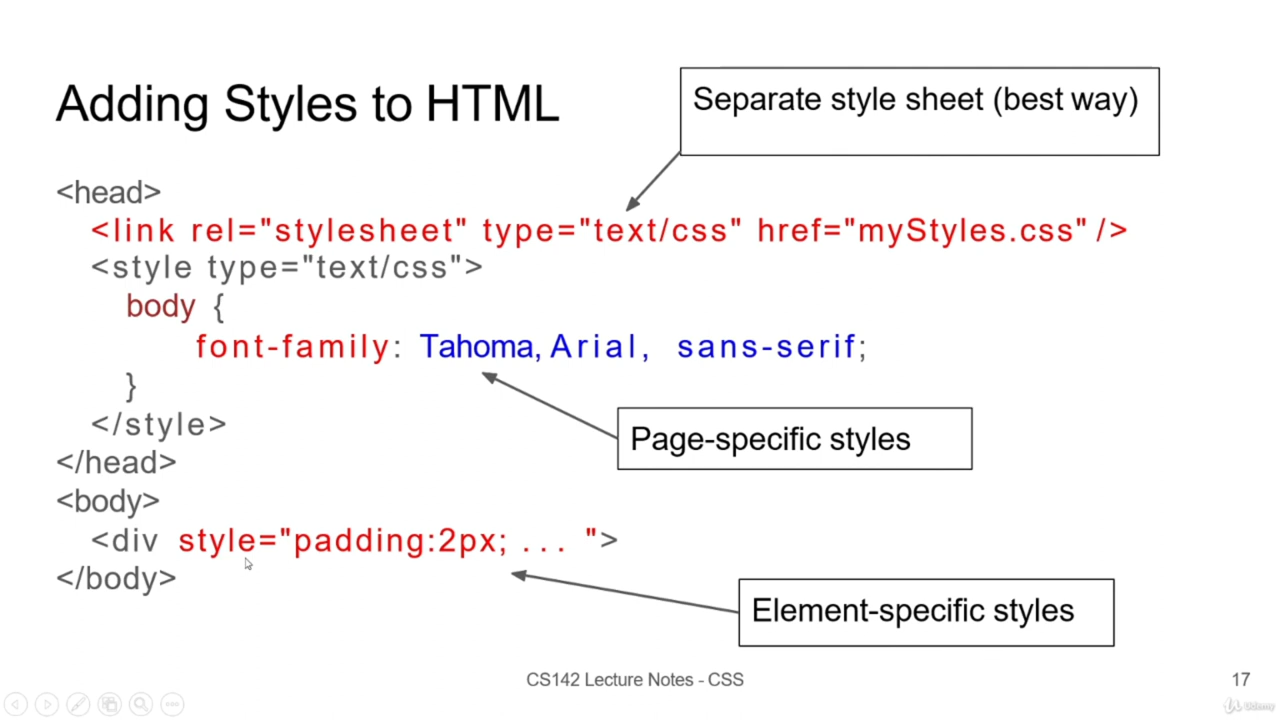 Adding Styles to HTML
Separate style sheet (best way)
<head>
<link rel="stylesheet" type="text/css" href="myStyles.css" />
<style type="text/css">
body {
font-family: Tahoma, Arial, sans-serif;
}
</style>
Page-specific styles
</head>
<body>
<div style="padding:2px; ... ">
</body>
Element-specific styles
CS142 Lecture Notes - CSS
17
Udemy